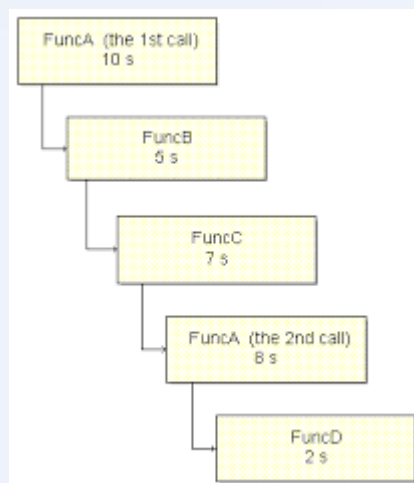 FuncA (the 1st call)
10 s
FuncB
5 s
FuncC
7 s
FuncA (the 2nd call)
8 s
FuncD
2 s